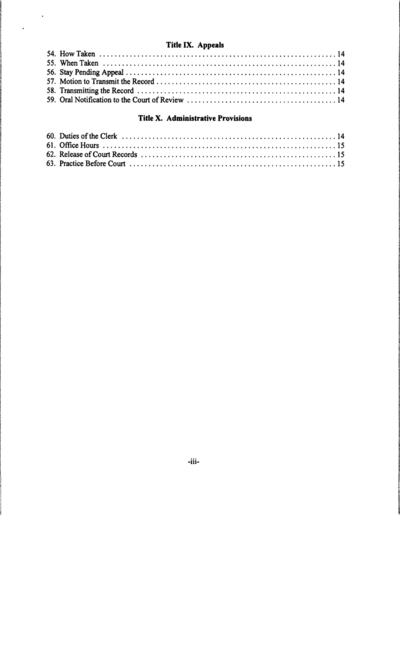 Title IX. Appeals
54. How Taken .......................................................... 14
55. When Taken .......................................................... 14
56. Stay Pending Appeal .......................................................... 14
57. Motion to Transmit the Record .......................................................... 14
58. Transmitting the Record .......................................................... 14
59. Oral Notification to the Court of Review .......................................................... 14
Title X. Administrative Provisions
60. Duties of the Clerk .......................................................... 14
61. Office Hours .......................................................... 15
62. Release of Court Records .......................................................... 15
63. Practice Before Court .......................................................... 15
-iii-